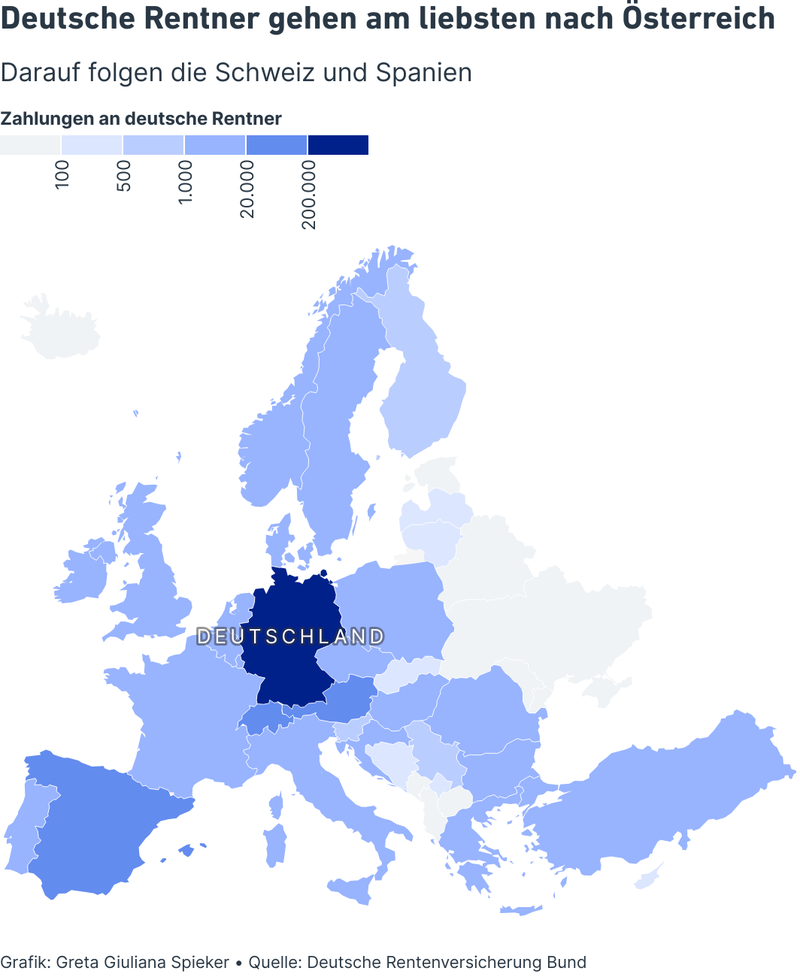 Deutsche Rentner gehen am liebsten nach Österreich
Darauf folgen die Schweiz und Spanien
Zahlungen an deutsche Rentner
100
500
1.000
20.000
200.000
DEUTSCHLAND
Grafik: Greta Giuliana Spieker • Quelle: Deutsche Rentenversicherung Bund